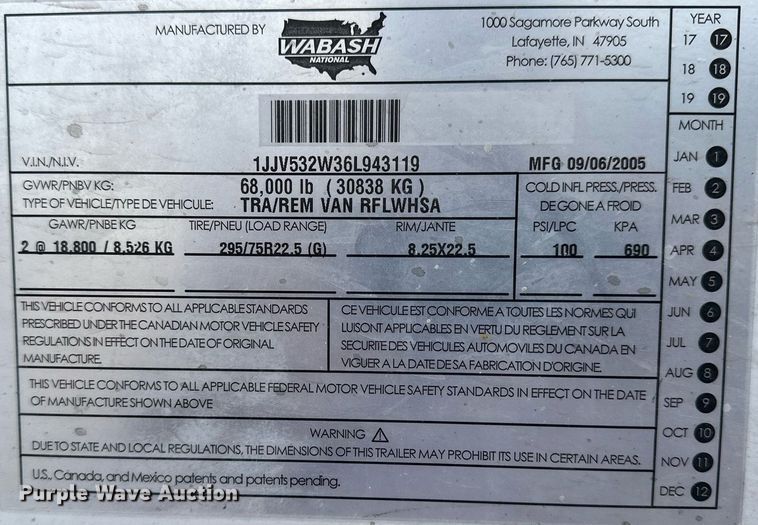 MANUFACTURED BY
WABASH
NATIONAL
1000 Sagamore Parkway South
Lafayette, IN 47905
Phone: (765) 771-5300
V.I.N./N.I.V. 1JJV532W36L943119 MFG 09/06/2005
GVWR/PNBV KG: 68,000 lb ( 30838 KG )
TYPE OF VEHICLE/TYPE DE VEHICULE: TRA/REM VAN RFLWHSA
COLD INFL PRESS./PRESS.
DE GONE A FROID
GAWR/PNBE KG TIRE/PNEU (LOAD RANGE) RIM/JANTE PSI/LPC KPA
2 @ 18,800 / 8,526 KG 295/75R22.5 (G) 8.25X22.5 100 690
THIS VEHICLE CONFORMS TO ALL APPLICABLE STANDARDS
PRESCRIBED UNDER THE CANADIAN MOTOR VEHICLE SAFETY
REGULATIONS IN EFFECT ON THE DATE OF ORIGINAL
MANUFACTURE.
CE VEHICULE EST CONFORME A TOUTES LES NORMES QUI
LUI SONT APPLICABLES EN VERTU DU REGLEMENT SUR LA
SECURITE DES VEHICULES AUTOMOBILES DU CANADA EN
VIGUER A LA DATE DE SA FABRICATION D'ORIGINE.
THIS VEHICLE CONFORMS TO ALL APPLICABLE FEDERAL MOTOR VEHICLE SAFETY STANDARDS IN EFFECT ON THE DATE
OF MANUFACTURE SHOWN ABOVE
WARNING
DUE TO STATE AND LOCAL REGULATIONS, THE DIMENSIONS OF THIS TRAILER MAY PROHIBIT ITS USE IN CERTAIN AREAS.
U.S., Canada, and Mexico patents and patents pending.
YEAR
17 17
18 18
19 19
MONTH
JAN 1
FEB 2
MAR 3
APR 4
MAY 5
JUN 6
JUL 7
AUG 8
SEP 9
OCT 10
NOV 11
DEC 12
Purple Wave Auction